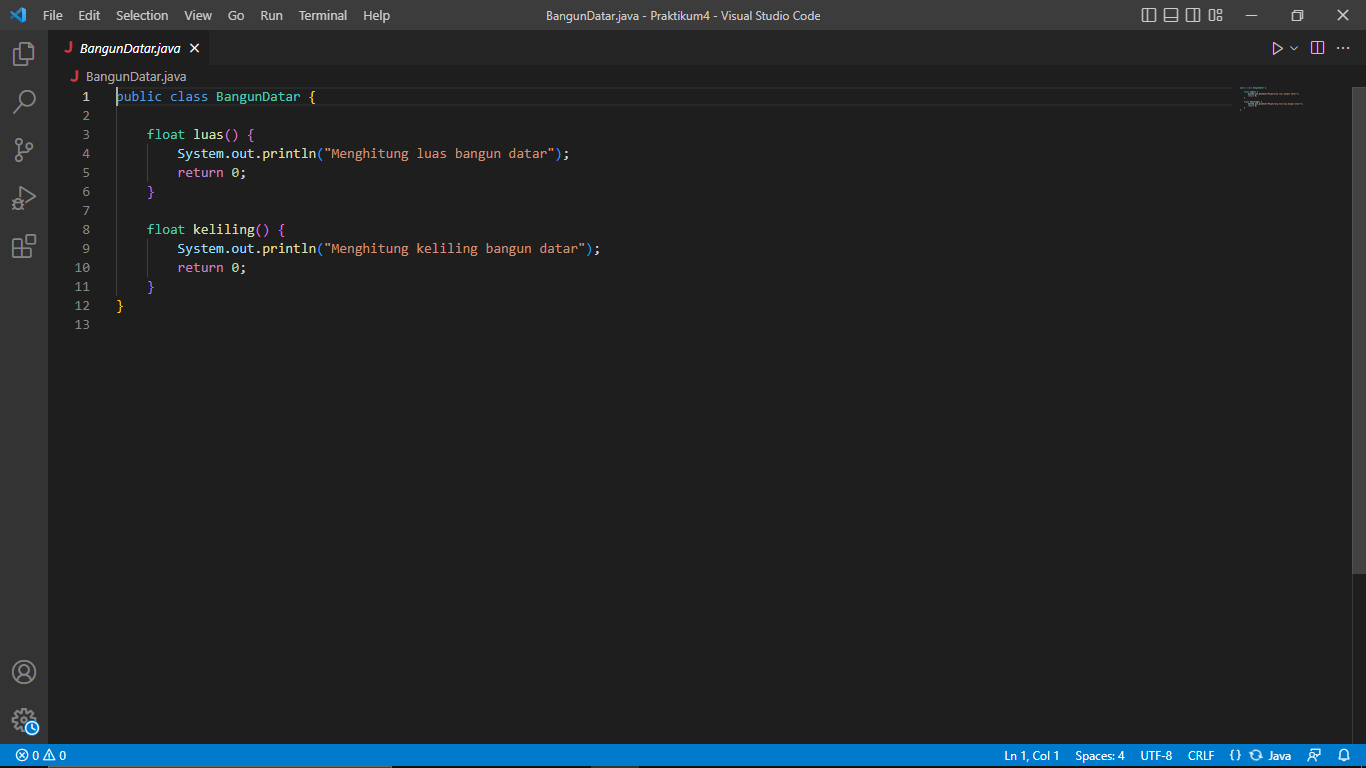 File Edit Selection View Go Run Terminal Help BangunDatar.java - Praktikum4 - Visual Studio Code
BangunDatar.java
BangunDatar.java
1 public class BangunDatar {
2
3 float luas() {
4 System.out.println("Menghitung luas bangun datar");
5 return 0;
6 }
7
8 float keliling() {
9 System.out.println("Menghitung keliling bangun datar");
10 return 0;
11 }
12 }
13
0 0 Ln 1, Col 1 Spaces: 4 UTF-8 CRLF {} Java